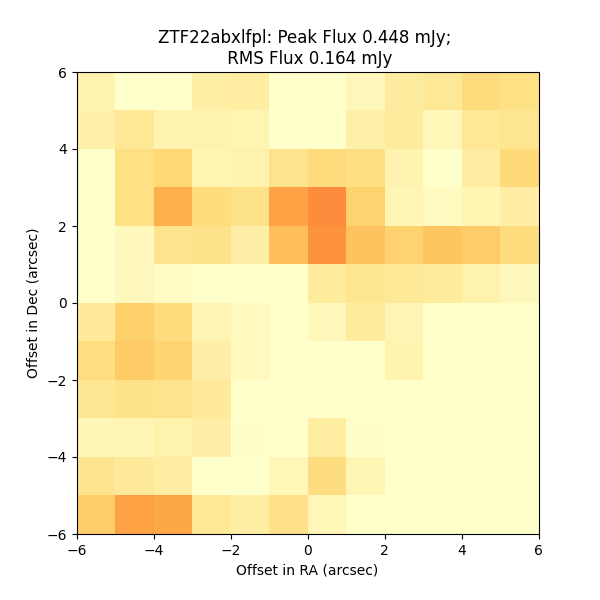 ZTF22abxlfpl: Peak Flux 0.448 mJy;
RMS Flux 0.164 mJy
6
4
2
0
−2
−4
−6
Offset in Dec (arcsec)
−6 −4 −2 0 2 4 6
Offset in RA (arcsec)